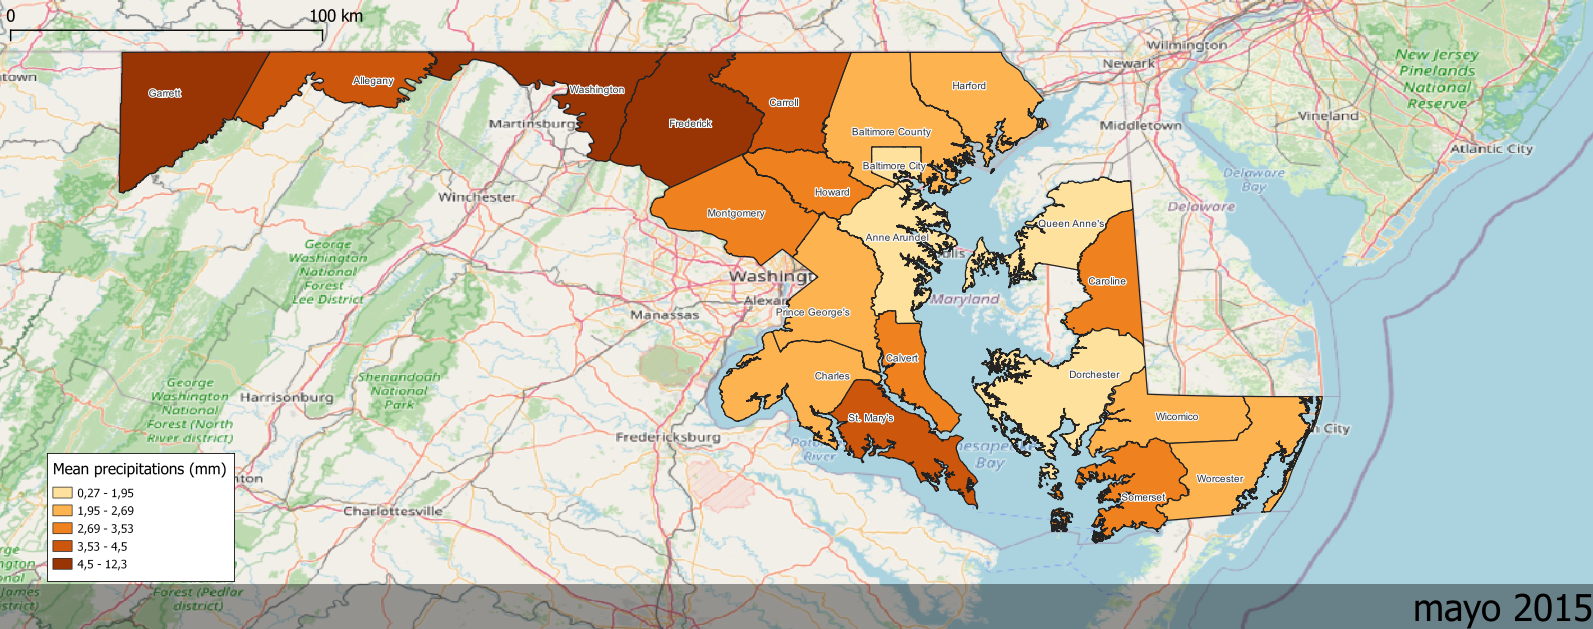 0
100 km
Wilmington
Newark
New Jersey
Pinelands
National
Reserve
Garrett
Allegany
Washington
Frederick
Carroll
Harford
Baltimore County
Baltimore City
Martinsburg
Middletown
Vineland
Atlantic City
Delaware
Bay
Winchester
Howard
Montgomery
Delaware
Anne Arundel
Queen Anne's
George
Washington
National
Forest
Lee District
Washingt
Alexan
Maryland
Caroline
Manassas
Prince George's
Calvert
Charles
Dorchester
Shenandoah
National
Park
George
Washington
National
Forest (North
River district)
Harrisonburg
St. Mary's
Wicomico
City
Fredericksburg
River
Bay
Worcester
Somerset
Charlottesville
Mean precipitations (mm)
0,27 - 1,95
1,95 - 2,69
2,69 - 3,53
3,53 - 4,5
4,5 - 12,3
Forest (Pedlar
district)
mayo 2015